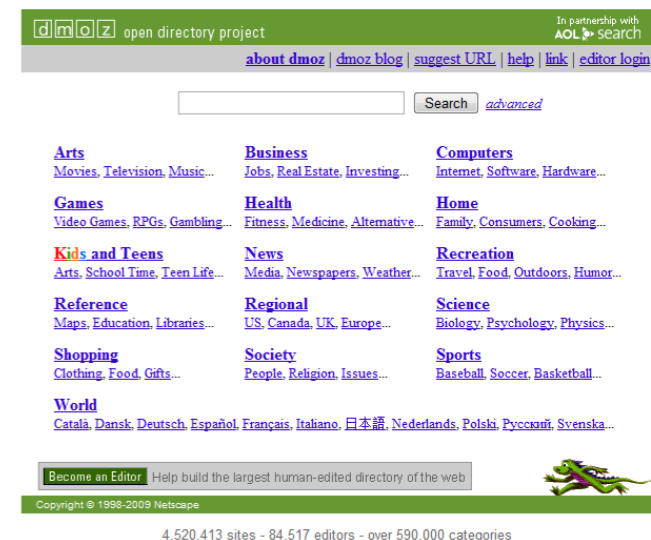 dmoz open directory project
In partnership with
AOL search
about dmoz | dmoz blog | suggest URL | help | link | editor login
Search advanced
Arts Business Computers
Movies, Television, Music... Jobs, Real Estate, Investing... Internet, Software, Hardware...
Games Health Home
Video Games, RPGs, Gambling... Fitness, Medicine, Alternative... Family, Consumers, Cooking...
Kids and Teens News Recreation
Arts, School Time, Teen Life... Media, Newspapers, Weather... Travel, Food, Outdoors, Humor...
Reference Regional Science
Maps, Education, Libraries... US, Canada, UK, Europe... Biology, Psychology, Physics...
Shopping Society Sports
Clothing, Food, Gifts... People, Religion, Issues... Baseball, Soccer, Basketball...
World
Català, Dansk, Deutsch, Español, Français, Italiano, 日本語, Nederlands, Polski, Русский, Svenska...
Become an Editor Help build the largest human-edited directory of the web
Copyright © 1998-2009 Netscape
4,520,413 sites - 84,517 editors - over 590,000 categories